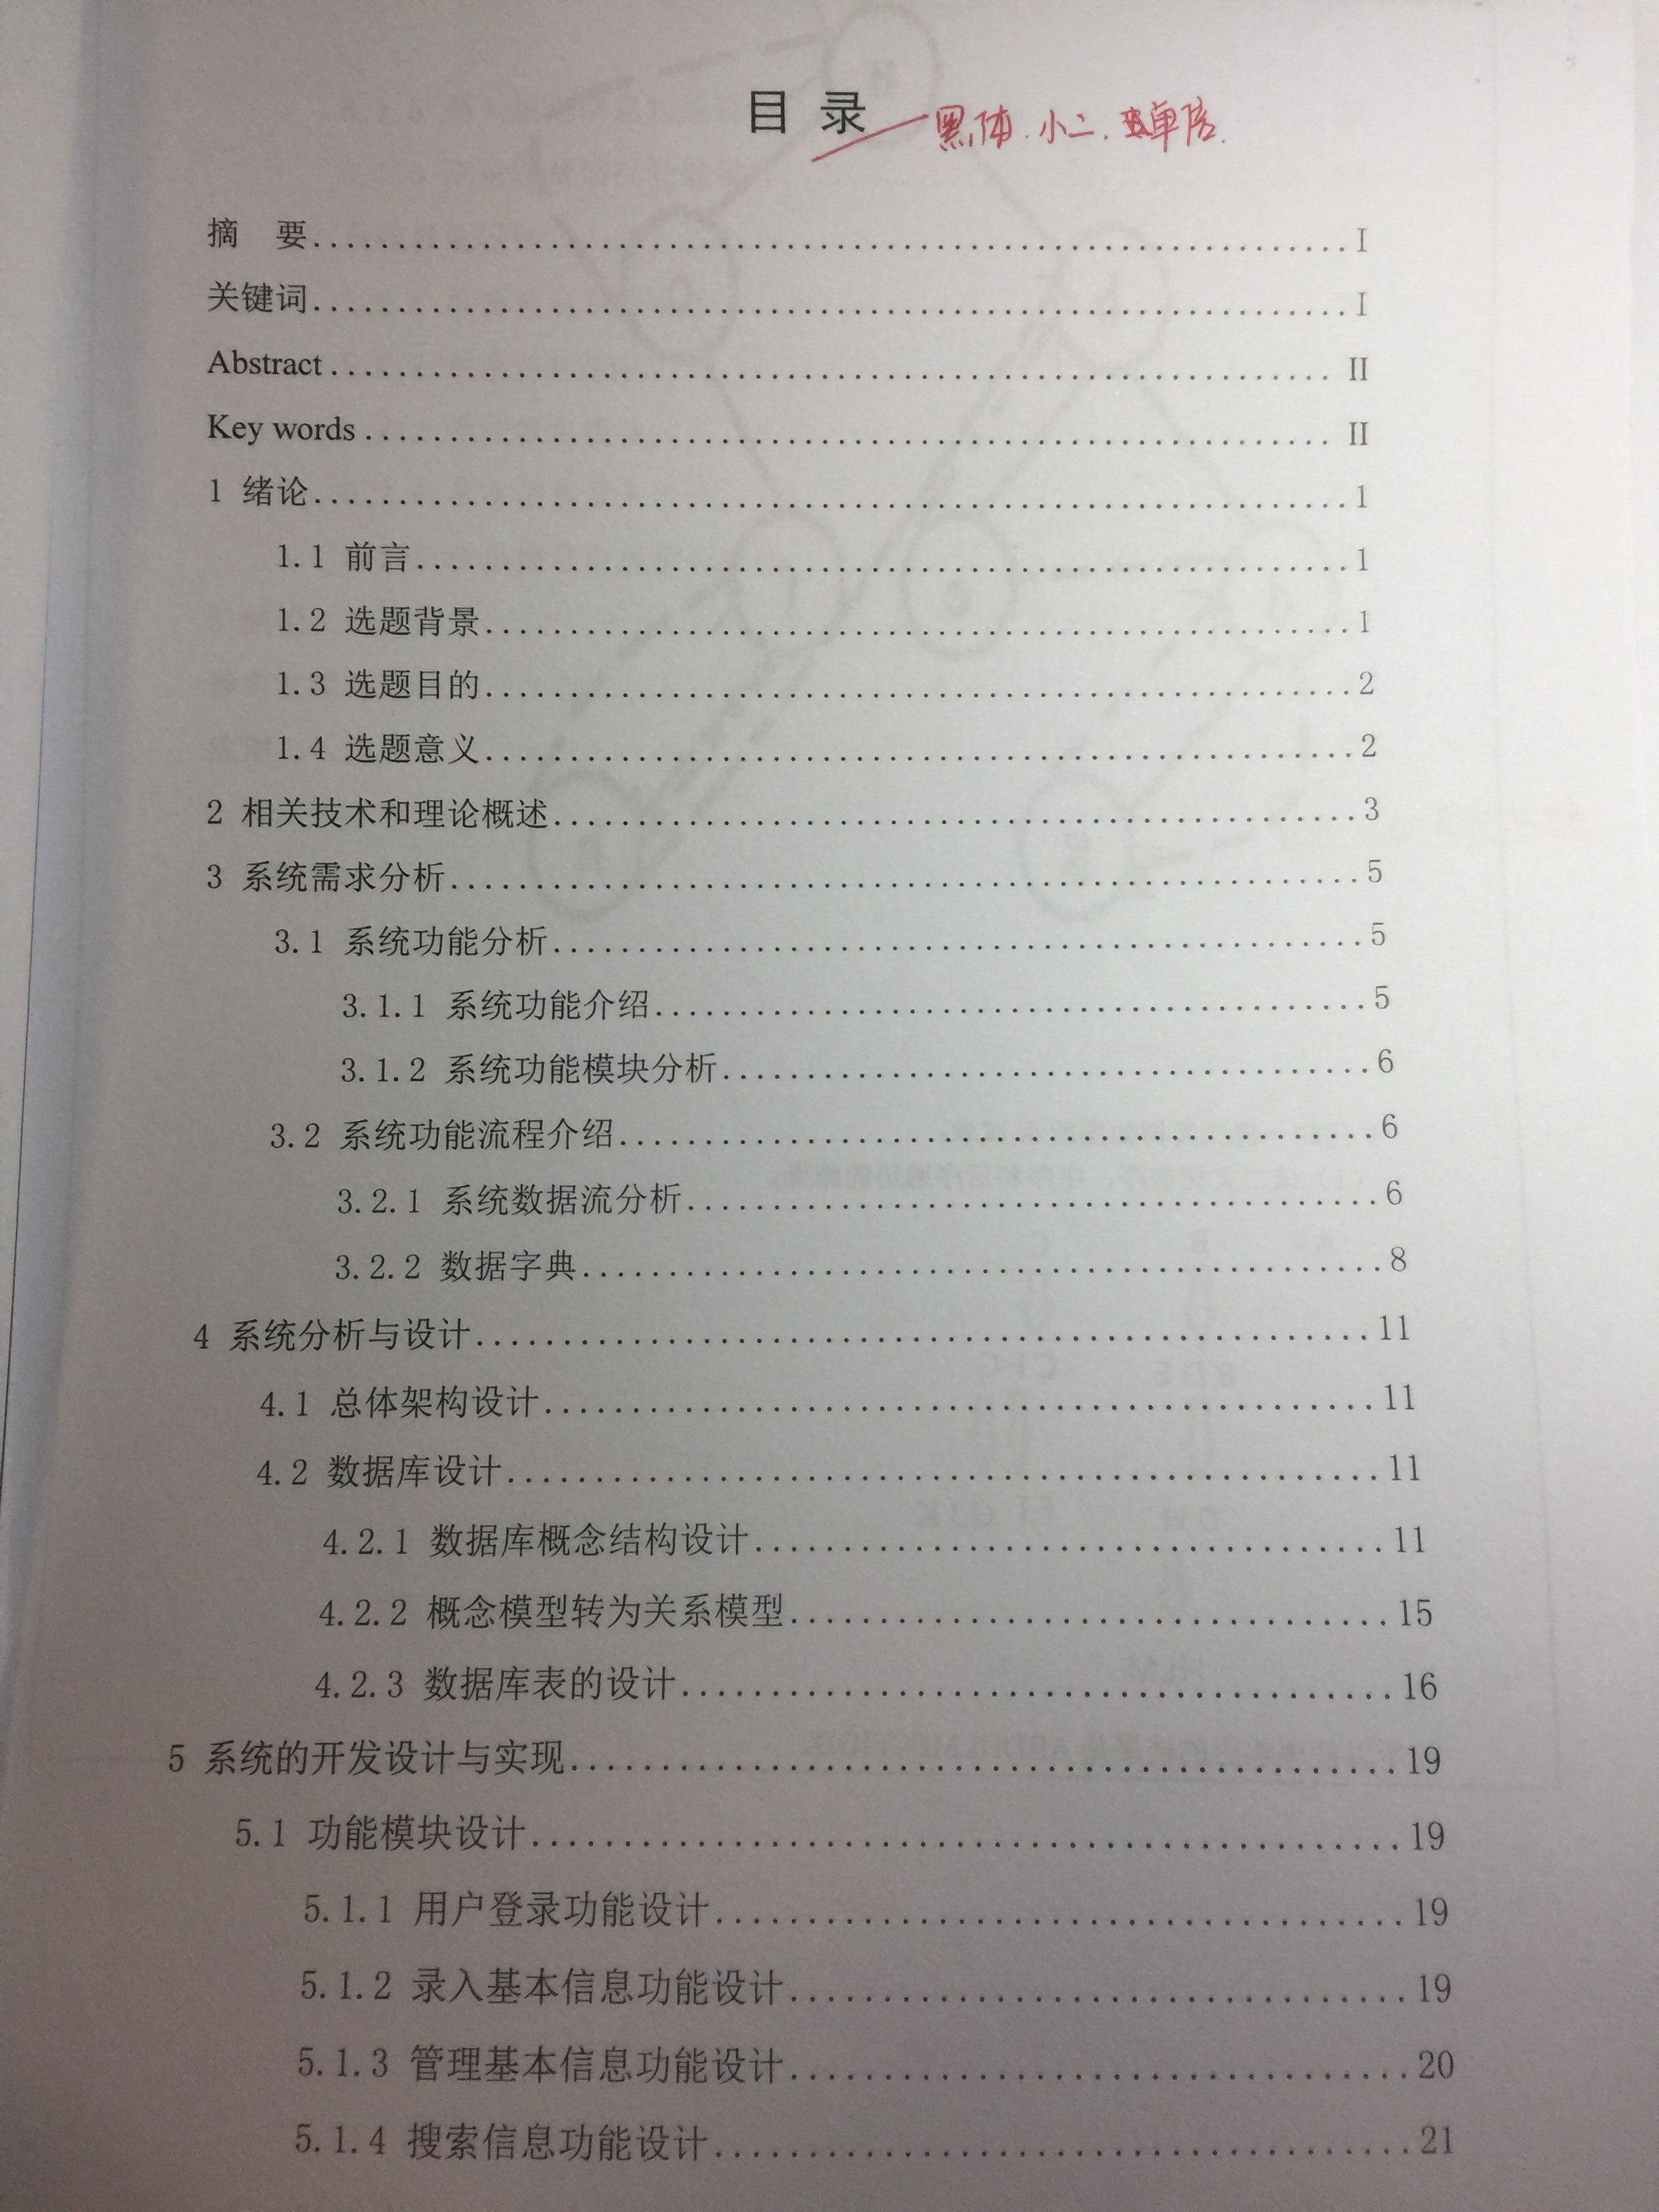 目 录 黑体.小二.单倍.
摘 要......I
关键词......I
Abstract......II
Key words......II
1 绪论......1
1.1 前言......1
1.2 选题背景......1
1.3 选题目的......2
1.4 选题意义......2
2 相关技术和理论概述......3
3 系统需求分析......5
3.1 系统功能分析......5
3.1.1 系统功能介绍......5
3.1.2 系统功能模块分析......6
3.2 系统功能流程介绍......6
3.2.1 系统数据流分析......6
3.2.2 数据字典......8
4 系统分析与设计......11
4.1 总体架构设计......11
4.2 数据库设计......11
4.2.1 数据库概念结构设计......11
4.2.2 概念模型转为关系模型......15
4.2.3 数据库表的设计......16
5 系统的开发设计与实现......19
5.1 功能模块设计......19
5.1.1 用户登录功能设计......19
5.1.2 录入基本信息功能设计......19
5.1.3 管理基本信息功能设计......20
5.1.4 搜索信息功能设计......21